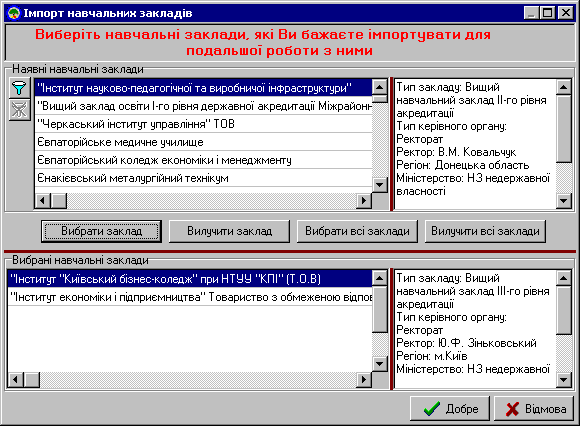 Імпорт навчальних закладів
Виберіть навчальні заклади, які Ви бажаєте імпортувати для
подальшої роботи з ними
Наявні навчальні заклади
"Інститут науково-педагогічної та виробничої інфраструктури"
"Вищий заклад освіти І-го рівня державної акредитації Міжрайонн
"Черкаський інститут управління" ТОВ
Євпаторійське медичне училище
Євпаторійський коледж економіки і менеджменту
Єнакієвський металургійний технікум
Тип закладу: Вищий
навчальний заклад ІІ-го рівня
акредитації
Тип керівного органу:
Ректорат
Ректор: В.М. Ковальчук
Регіон: Донецька область
Міністерство: НЗ недержавної
власності
Вибрати заклад
Вилучити заклад
Вибрати всі заклади
Вилучити всі заклади
Вибрані навчальні заклади
"Інститут "Київський бізнес-коледж" при НТУУ "КПІ" (Т.О.В)
"Інститут економіки і підприємництва" Товариство з обмеженою відпов
Тип закладу: Вищий
навчальний заклад ІІІ-го рівня
акредитації
Тип керівного органу:
Ректорат
Ректор: Ю.Ф. Зіньковський
Регіон: м.Київ
Міністерство: НЗ недержавної
Добре
Відмова